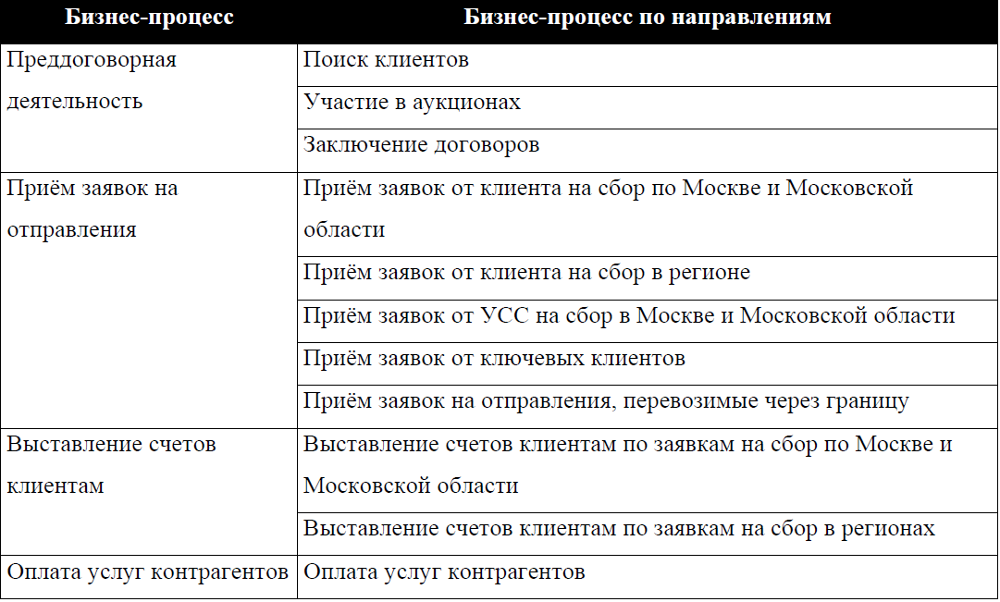 Бизнес-процесс
Бизнес-процесс по направлениям
Преддоговорная
деятельность
Поиск клиентов
Участие в аукционах
Заключение договоров
Приём заявок на
отправления
Приём заявок от клиента на сбор по Москве и Московской
области
Приём заявок от клиента на сбор в регионе
Приём заявок от УСС на сбор в Москве и Московской области
Приём заявок от ключевых клиентов
Приём заявок на отправления, перевозимые через границу
Выставление счетов
клиентам
Выставление счетов клиентам по заявкам на сбор по Москве и
Московской области
Выставление счетов клиентам по заявкам на сбор в регионах
Оплата услуг контрагентов
Оплата услуг контрагентов